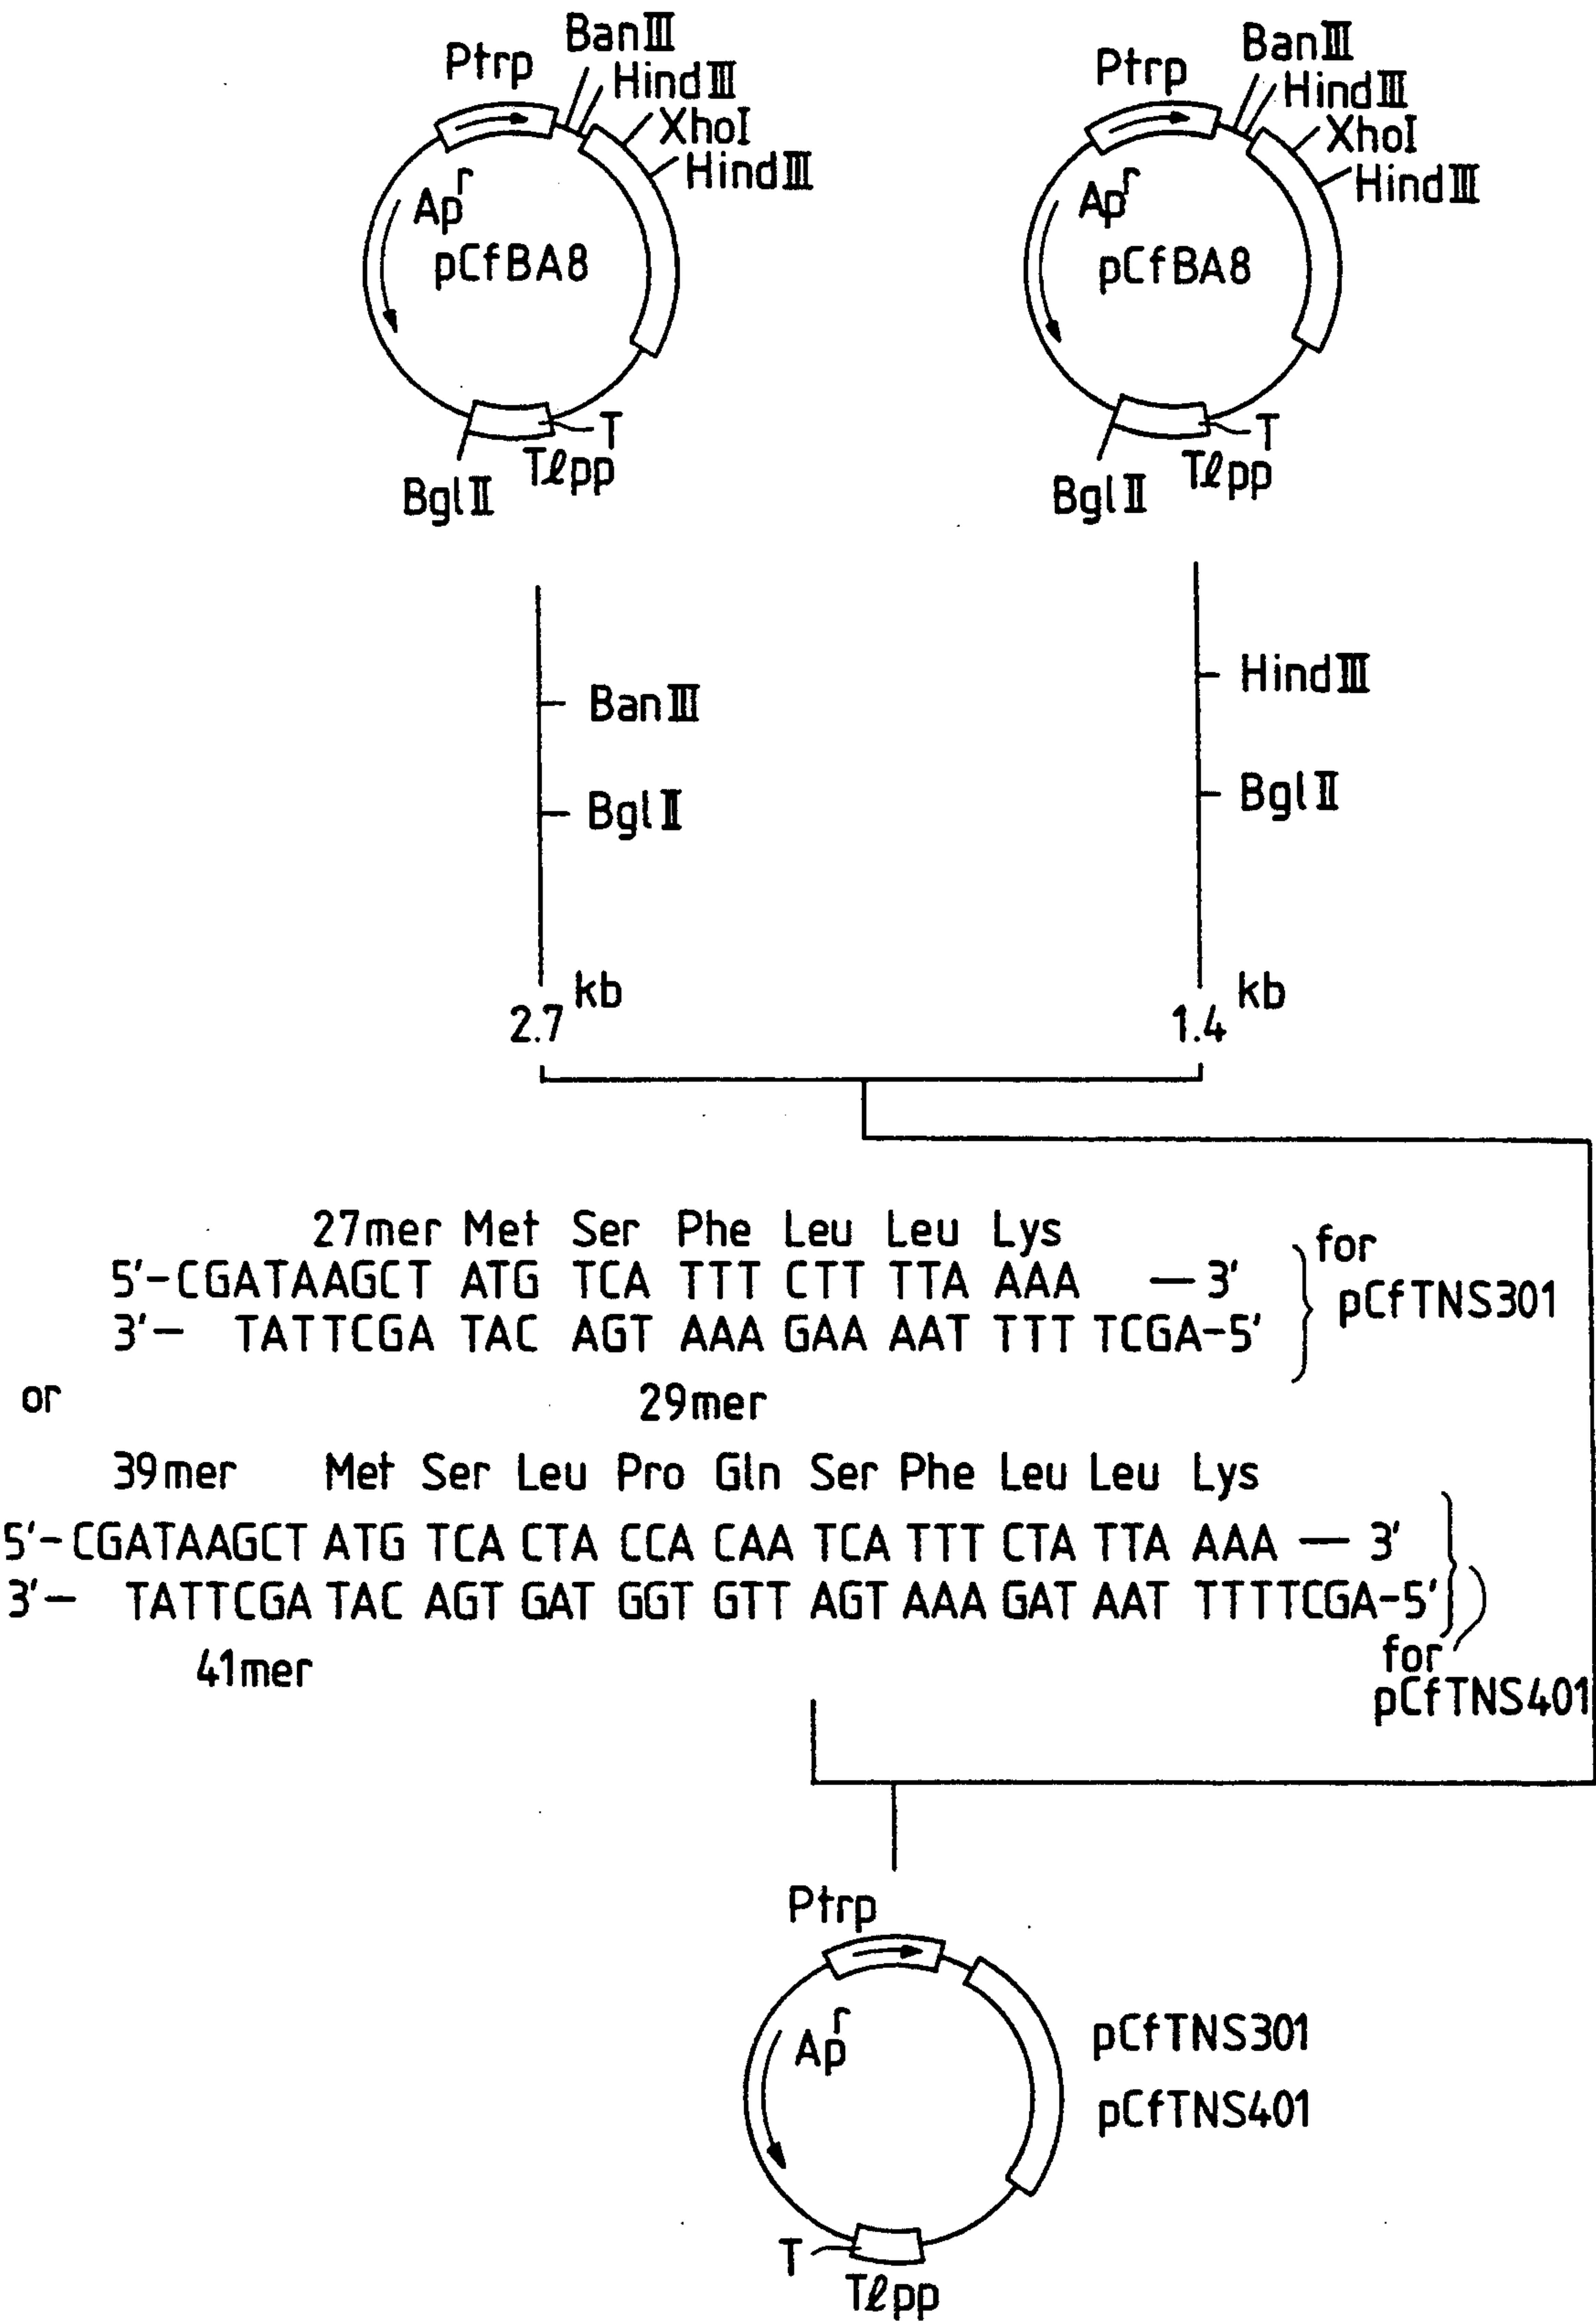 Ptrp
BanIII
HindIII
XhoI
HindIII
Apr
pCfBA8
T
Tlpp
BglII
Ptrp
BanIII
HindIII
XhoI
HindIII
Apr
pCfBA8
T
Tlpp
BglII
BanIII
BglII
2.7 kb
HindIII
BglII
1.4 kb
27mer Met Ser Phe Leu Leu Lys
5'-CGATAAGCT ATG TCA TTT CTT TTA AAA —3'
3'— TATTCGA TAC AGT AAA GAA AAT TTT TCGA-5'
29mer
for
pCfTNS301
or
39mer Met Ser Leu Pro Gln Ser Phe Leu Leu Lys
5'-CGATAAGCT ATG TCA CTA CCA CAA TCA TTT CTA TTA AAA — 3'
3'— TATTCGA TAC AGT GAT GGT GTT AGT AAA GAT AAT TTTTCGA-5'
41mer
for
pCfTNS401
Ptrp
Apr
pCfTNS301
pCfTNS401
T
Tlpp